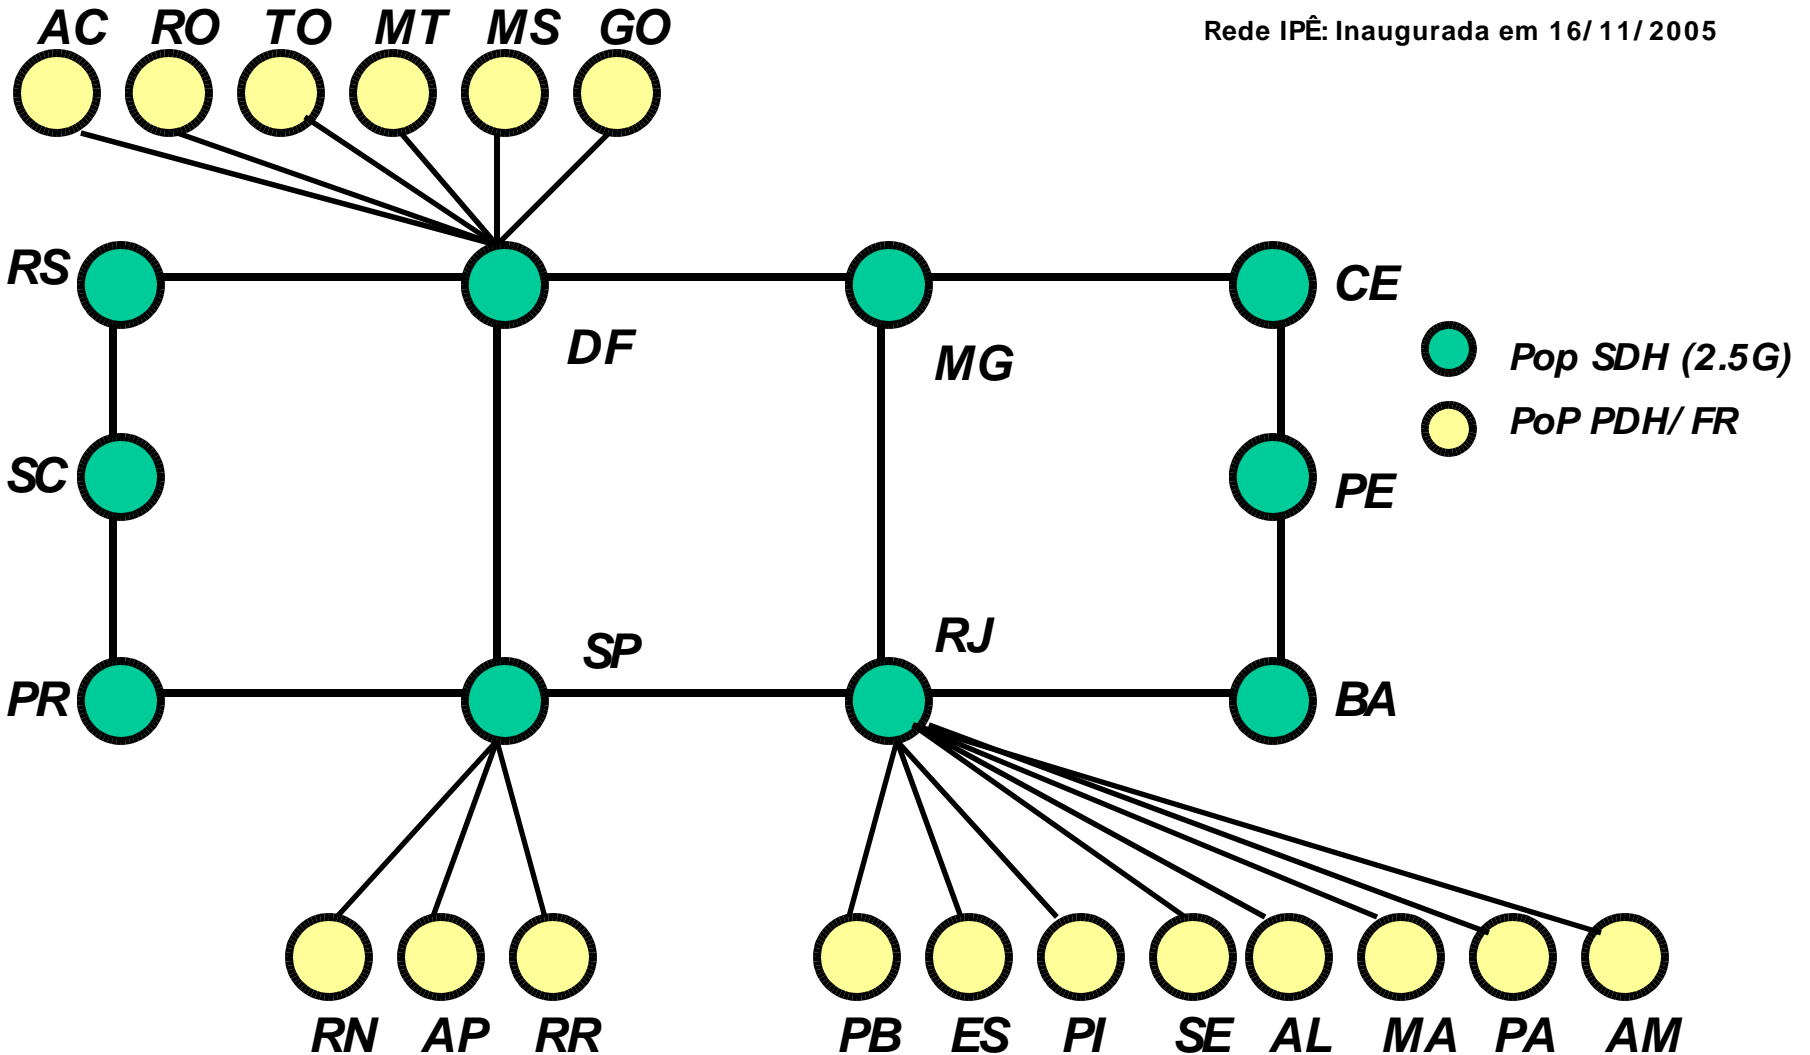 AC RO TO MT MS GO
Rede IPÊ: Inaugurada em 16/11/2005
RS
DF
MG
CE
Pop SDH (2.5G)
PoP PDH/FR
SC
PE
SP
RJ
PR
BA
RN AP RR PB ES PI SE AL MA PA AM